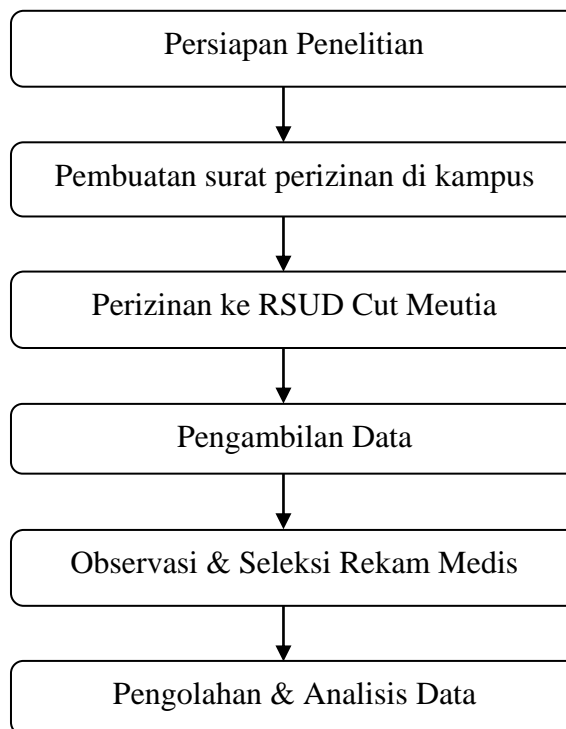 Persiapan Penelitian
Pembuatan surat perizinan di kampus
Perizinan ke RSUD Cut Meutia
Pengambilan Data
Observasi & Seleksi Rekam Medis
Pengolahan & Analisis Data